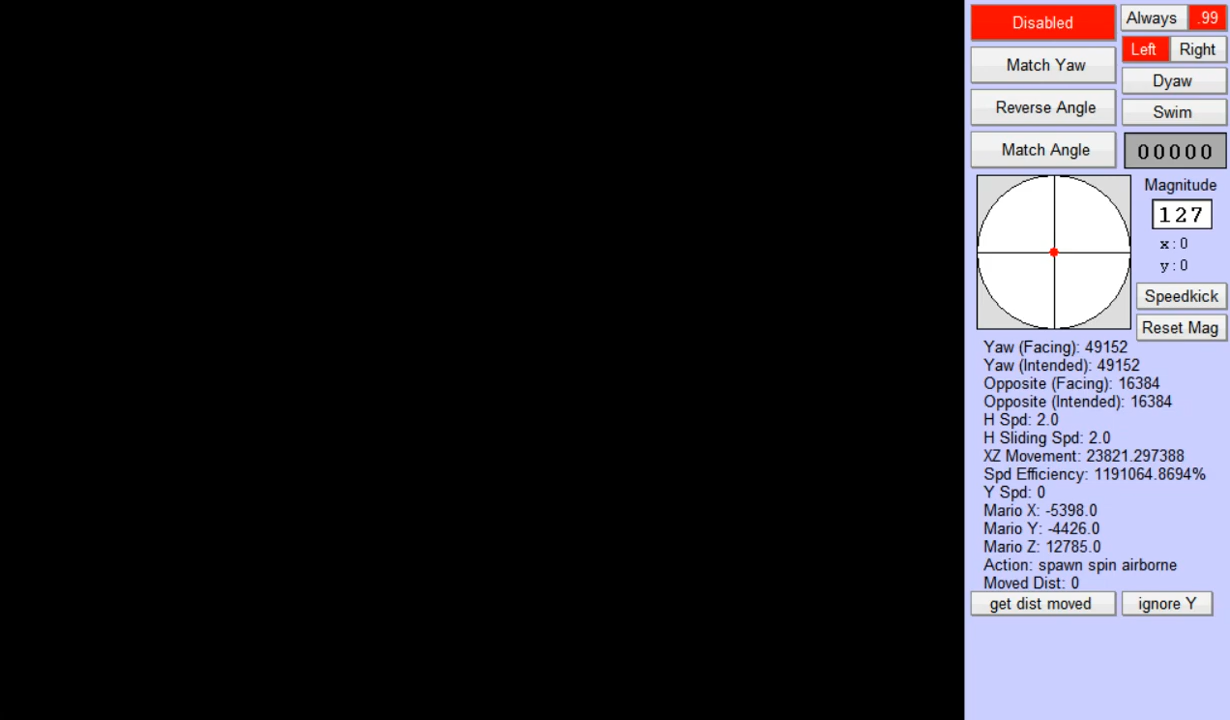 Disabled
Always
.99
Left
Right
Match Yaw
Dyaw
Reverse Angle
Swim
Match Angle
00000
Magnitude
127
x: 0
y: 0
Speedkick
Reset Mag
Yaw (Facing): 49152
Yaw (Intended): 49152
Opposite (Facing): 16384
Opposite (Intended): 16384
H Spd: 2.0
H Sliding Spd: 2.0
XZ Movement: 23821.297388
Spd Efficiency: 1191064.8694%
Y Spd: 0
Mario X: -5398.0
Mario Y: -4426.0
Mario Z: 12785.0
Action: spawn spin airborne
Moved Dist: 0
get dist moved
ignore Y